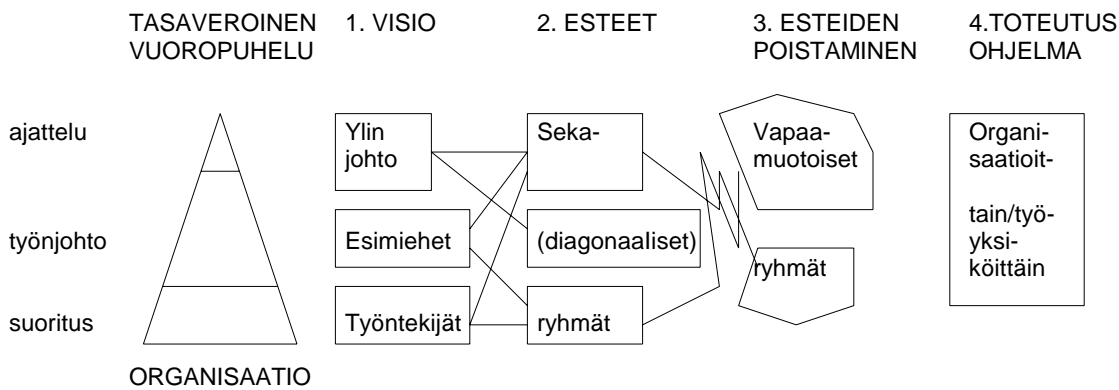 TASAVEROINEN
VUOROPUHELU
1. VISIO
2. ESTEET
3. ESTEIDEN
POISTAMINEN
4.TOTEUTUS
OHJELMA
ajattelu
työnjohto
suoritus
ORGANISAATIO
Ylin
johto
Esimiehet
Työntekijät
Seka-
(diagonaaliset)
ryhmät
Vapaa-
muotoiset
ryhmät
Organi-
saatioit-
tain/työ-
yksi-
köittäin